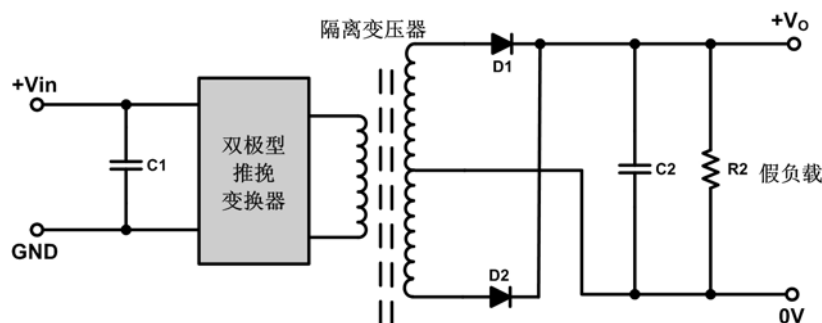 隔离变压器
+Vo
D1
+Vin
C1
双极型
推挽
变换器
C2
R2
假负载
GND
D2
0V